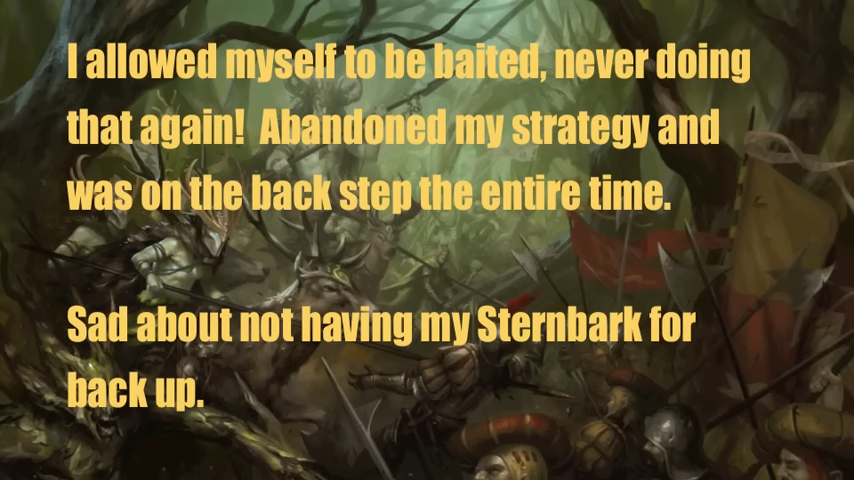 I allowed myself to be baited, never doing
that again!  Abandoned my strategy and
was on the back step the entire time.
Sad about not having my Sternbark for
back up.